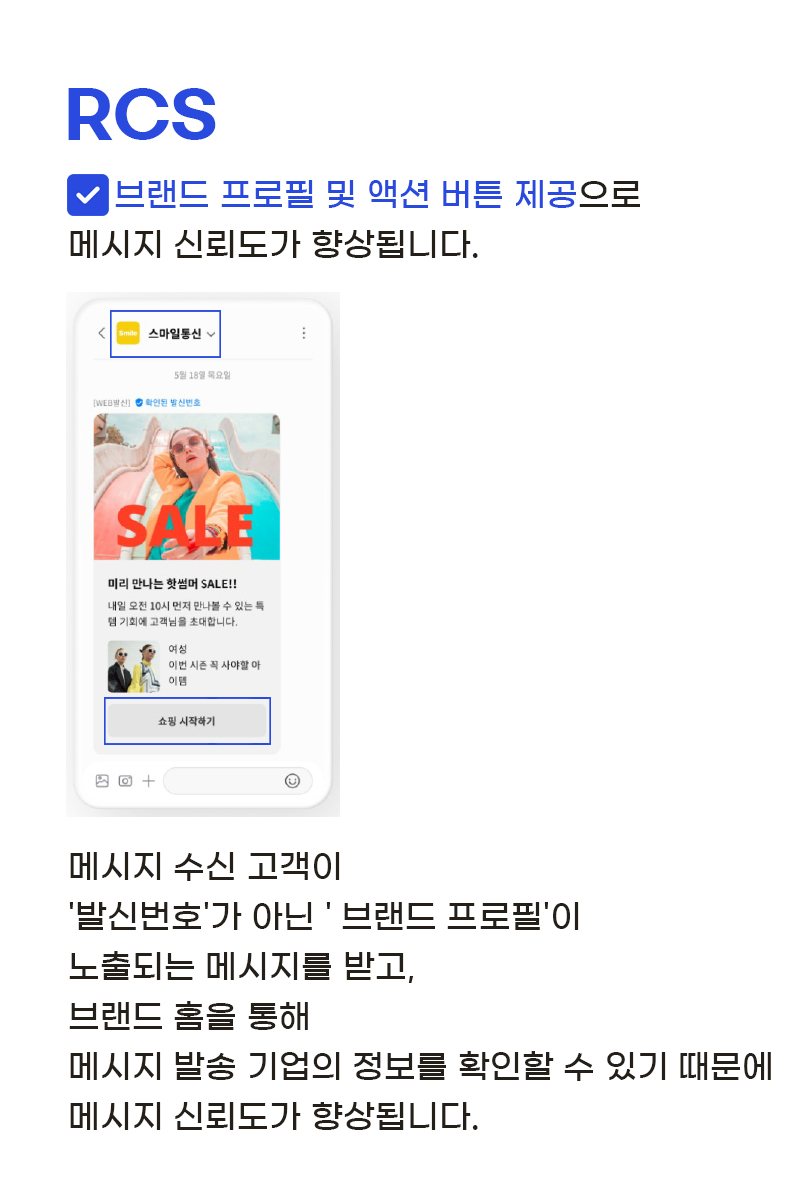 RCS
브랜드 프로필 및 액션 버튼 제공으로
메시지 신뢰도가 향상됩니다.
Smile 스마일통신
5월 18일 목요일
[WEB발신] 확인된 발신번호
SALE
미리 만나는 핫썸머 SALE!!
내일 오전 10시 먼저 만나볼 수 있는 특
템 기회에 고객님을 초대합니다.
여성
이번 시즌 꼭 사야할 아
이템
쇼핑 시작하기
메시지 수신 고객이
'발신번호'가 아닌 ' 브랜드 프로필'이
노출되는 메시지를 받고,
브랜드 홈을 통해
메시지 발송 기업의 정보를 확인할 수 있기 때문에
메시지 신뢰도가 향상됩니다.